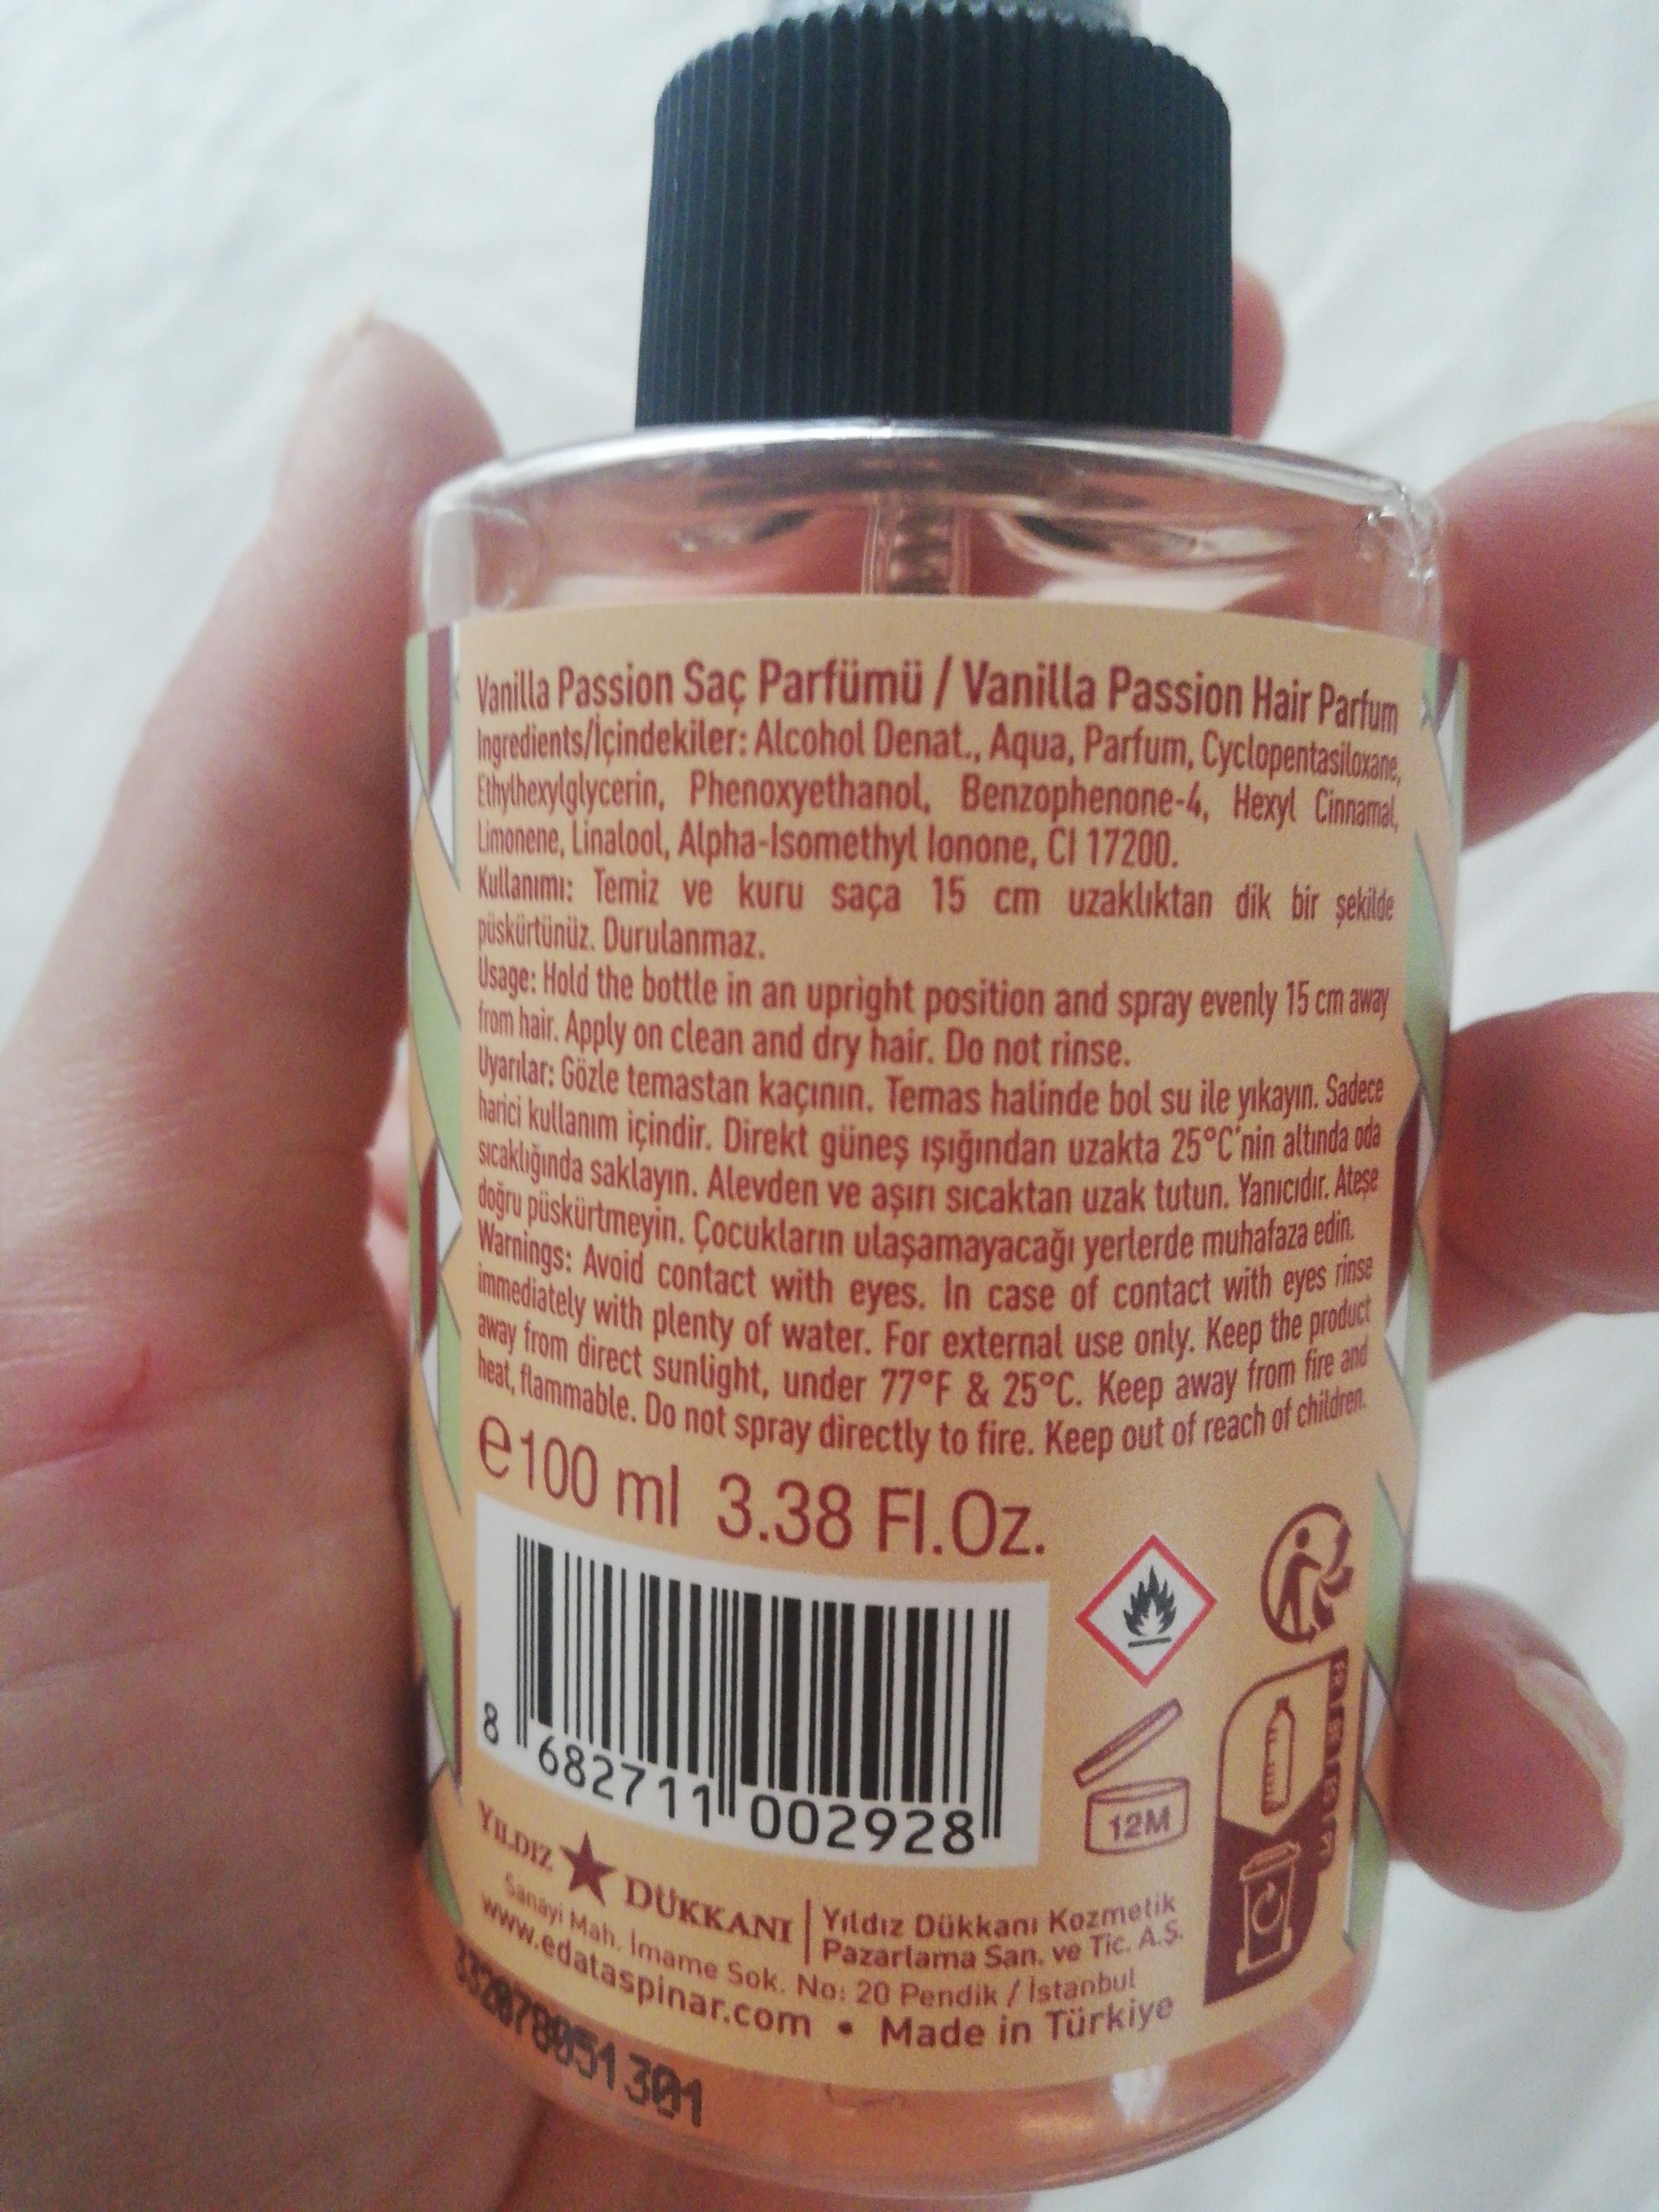 Vanilla Passion Saç Parfümü / Vanilla Passion Hair Parfum
Ingredients/İçindekiler: Alcohol Denat., Aqua, Parfum, Cyclopentasiloxane,
Ethylhexylglycerin, Phenoxyethanol, Benzophenone-4, Hexyl Cinnamal,
Limonene, Linalool, Alpha-Isomethyl Ionone, CI 17200.
Kullanımı: Temiz ve kuru saça 15 cm uzaklıktan dik bir şekilde
püskürtünüz. Durulanmaz.
Usage: Hold the bottle in an upright position and spray evenly 15 cm away
from hair. Apply on clean and dry hair. Do not rinse.
Uyarılar: Gözle temastan kaçının. Temas halinde bol su ile yıkayın. Sadece
harici kullanım içindir. Direkt güneş ışığından uzakta 25°C'nin altında oda
sıcaklığında saklayın. Alevden ve aşırı sıcaktan uzak tutun. Yanıcıdır. Ateşe
doğru püskürtmeyin. Çocukların ulaşamayacağı yerlerde muhafaza edin.
Warnings: Avoid contact with eyes. In case of contact with eyes rinse
immediately with plenty of water. For external use only. Keep the product
away from direct sunlight, under 77°F & 25°C. Keep away from fire and
heat, flammable. Do not spray directly to fire. Keep out of reach of children.
e100 ml 3.38 Fl.Oz.
8 682711 002928
12M
YILDIZ DÜKKANI
Yıldız Dükkanı Kozmetik
Pazarlama San. ve Tic. A.Ş.
Sanayi Mah. İmame Sok. No: 20 Pendik / İstanbul
www.edataspinar.com • Made in Türkiye